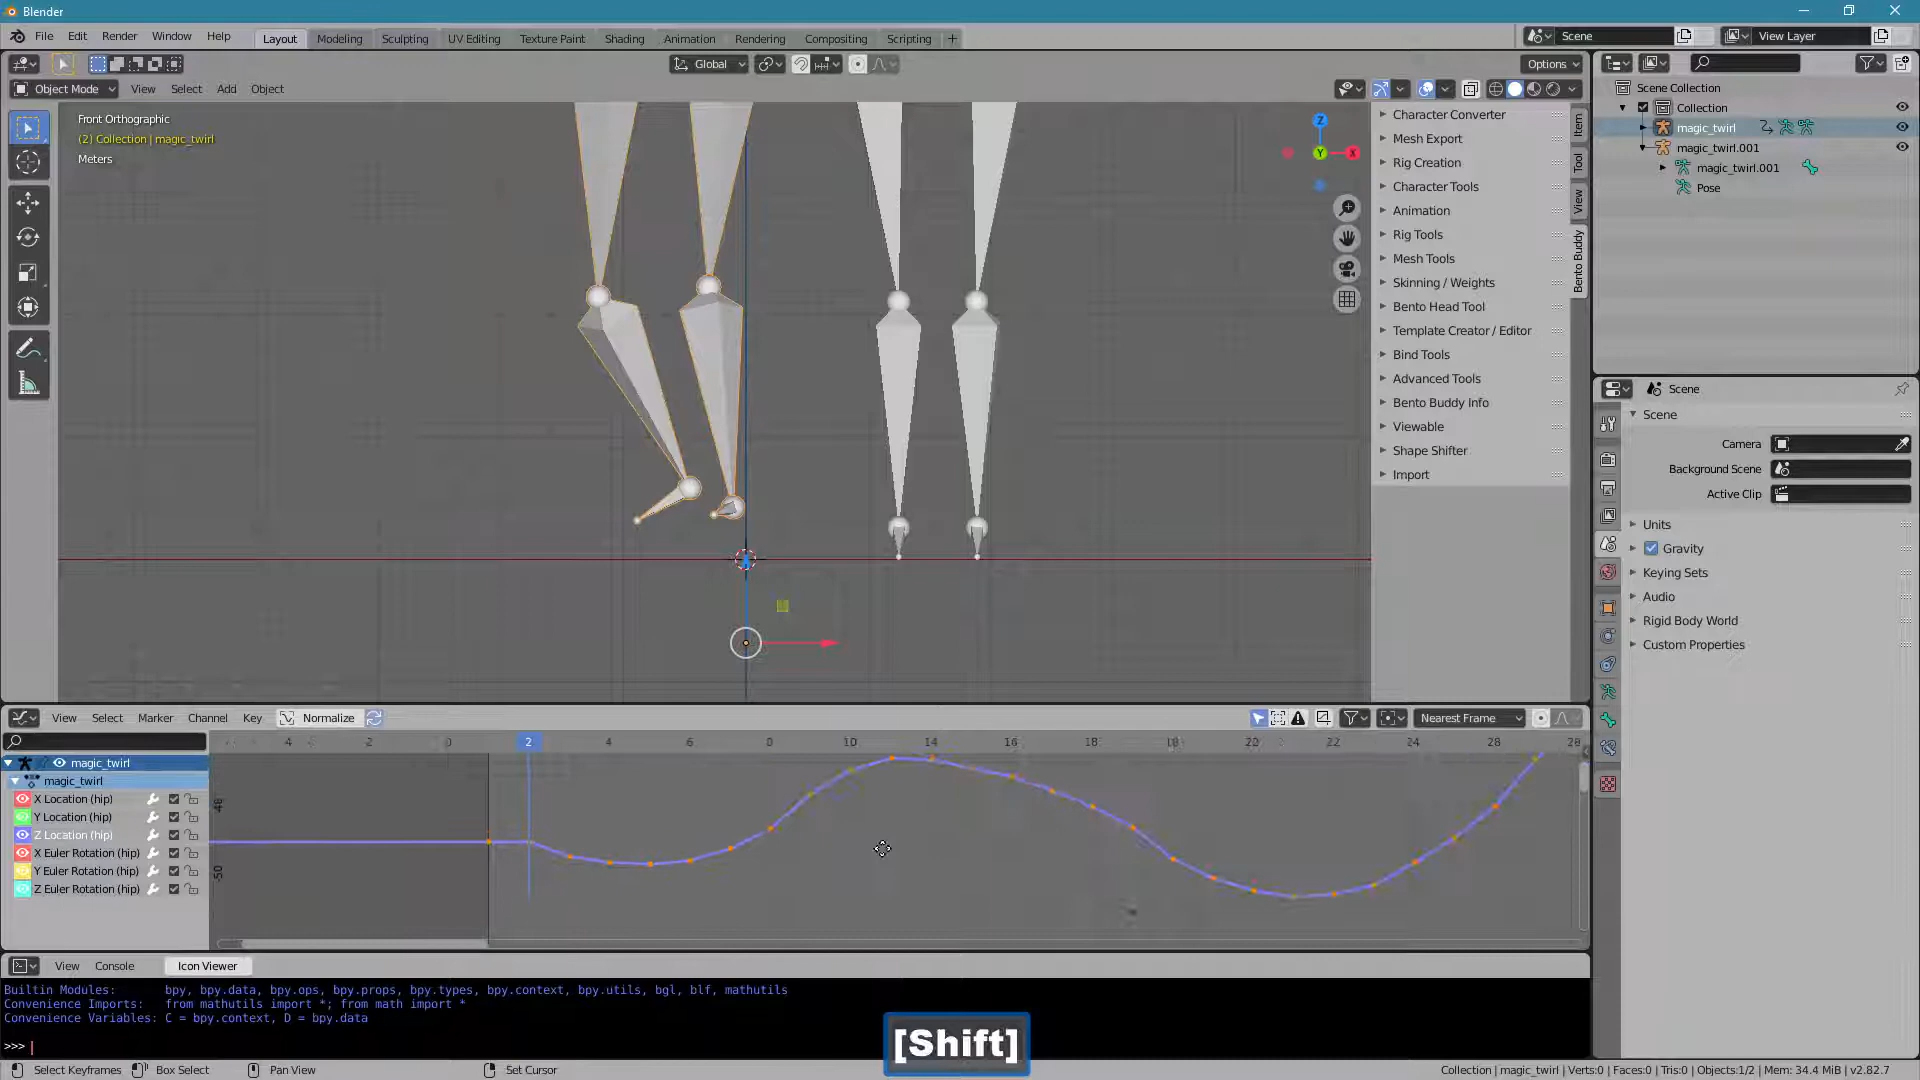 Blender
File Edit Render Window Help Layout Modeling Sculpting UV Editing Texture Paint Shading Animation Rendering Compositing Scripting + Scene View Layer
Global Options
Object Mode View Select Add Object
Front Orthographic
(2) Collection | magic_twirl
Meters
Z
Y
X
Character Converter
Mesh Export
Rig Creation
Character Tools
Animation
Rig Tools
Mesh Tools
Skinning / Weights
Bento Head Tool
Template Creator / Editor
Bind Tools
Advanced Tools
Bento Buddy Info
Viewable
Shape Shifter
Import
Item
Tool
View
Bento Buddy
Scene Collection
Collection
magic_twirl
magic_twirl.001
magic_twirl.001
Pose
Scene
Scene
Camera
Background Scene
Active Clip
Units
Gravity
Keying Sets
Audio
Rigid Body World
Custom Properties
View Select Marker Channel Key Normalize Nearest Frame
2
magic_twirl
magic_twirl
X Location (hip)
Y Location (hip)
Z Location (hip)
X Euler Rotation (hip)
Y Euler Rotation (hip)
Z Euler Rotation (hip)
-50
View Console Icon Viewer
Builtin Modules: bpy, bpy.data, bpy.ops, bpy.props, bpy.types, bpy.context, bpy.utils, bgl, blf, mathutils
Convenience Imports: from mathutils import *; from math import *
Convenience Variables: C = bpy.context, D = bpy.data
>>>
[Shift]
Select Keyframes Box Select Pan View Set Cursor Collection | magic_twirl | Verts:0 | Faces:0 | Tris:0 | Objects:1/2 | Mem: 34.4 MiB | v2.82.7